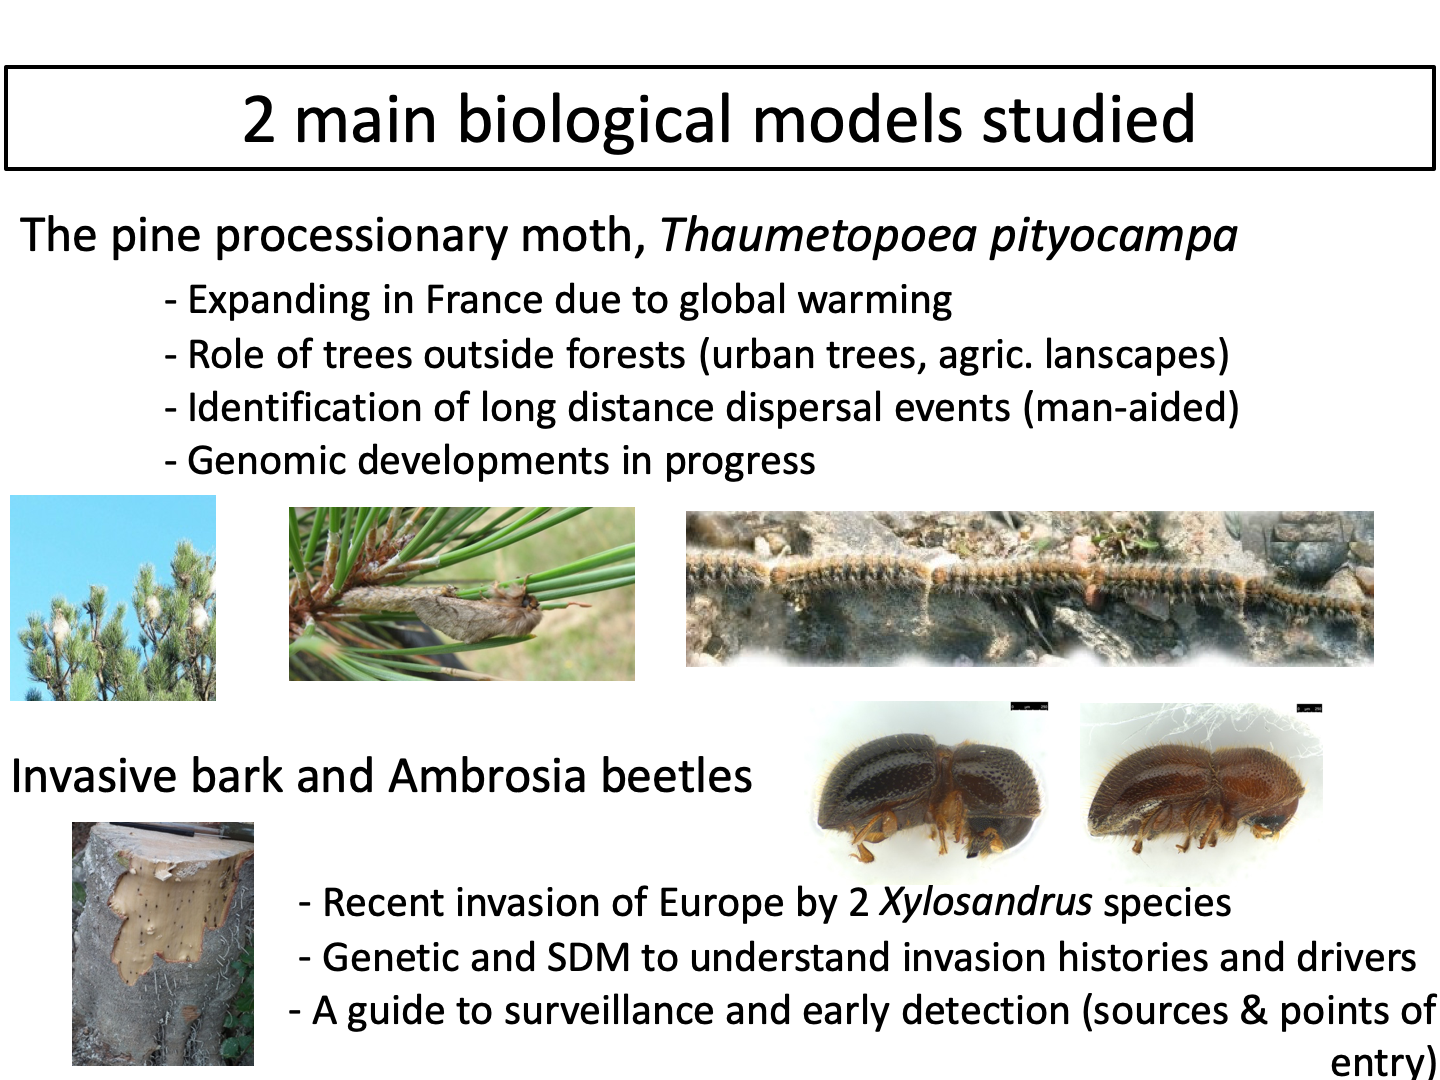 2 main biological models studied
The pine processionary moth, Thaumetopoea pityocampa
- Expanding in France due to global warming
- Role of trees outside forests (urban trees, agric. lanscapes)
- Identification of long distance dispersal events (man-aided)
- Genomic developments in progress
Invasive bark and Ambrosia beetles
- Recent invasion of Europe by 2 Xylosandrus species
- Genetic and SDM to understand invasion histories and drivers
- A guide to surveillance and early detection (sources & points of
entry)